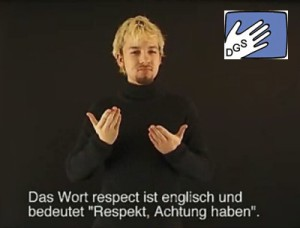 DGS
Das Wort respect ist englisch und
bedeutet "Respekt, Achtung haben".